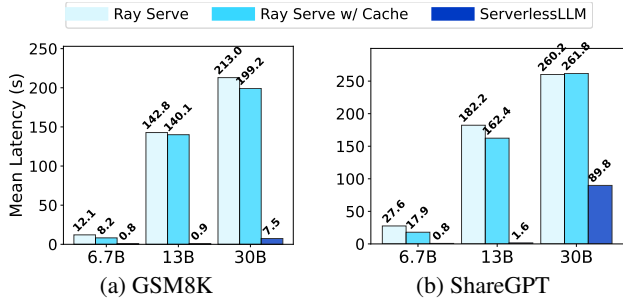 Ray Serve Ray Serve w/ Cache ServerlessLLM
Mean Latency (s)
250
200
150
100
50
0
12.1 8.2 0.8
142.8 140.1 0.9
213.0 199.2 7.5
6.7B 13B 30B
(a) GSM8K
250
200
150
100
50
0
27.6 17.9 0.8
182.2 162.4 1.6
260.2 261.8 89.8
6.7B 13B 30B
(b) ShareGPT